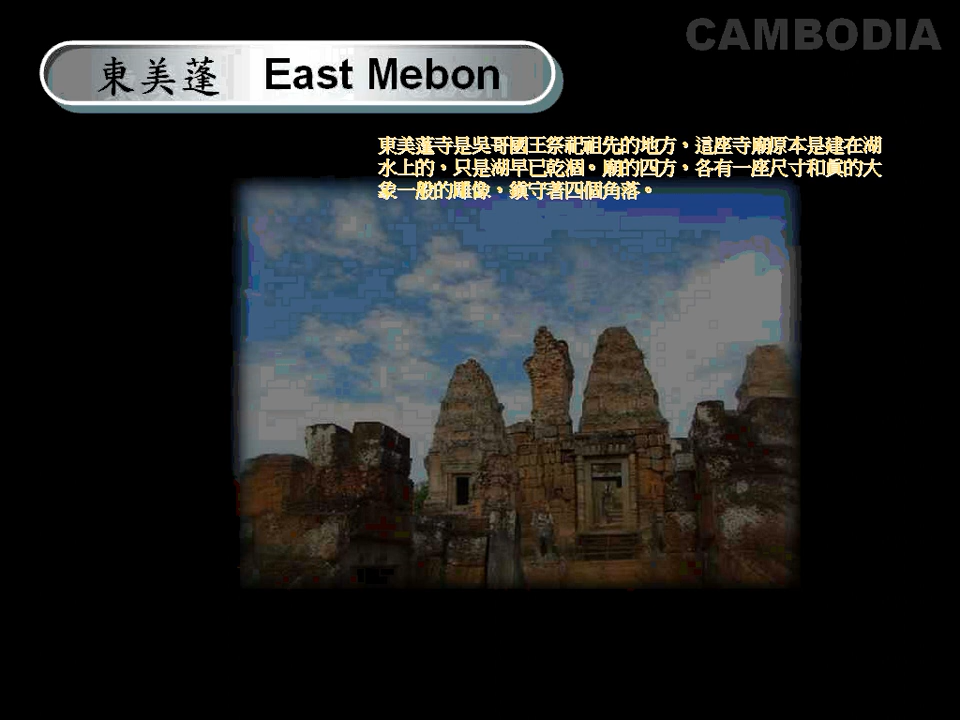 CAMBODIA
東美蓬 East Mebon
東美蓬寺是吳哥國王祭祀祖先的地方，這座寺廟原本是建在湖
水上的，只是湖早已乾涸。廟的四方，各有一座尺寸和真的大
象一般的雕像，鎮守著四個角落。